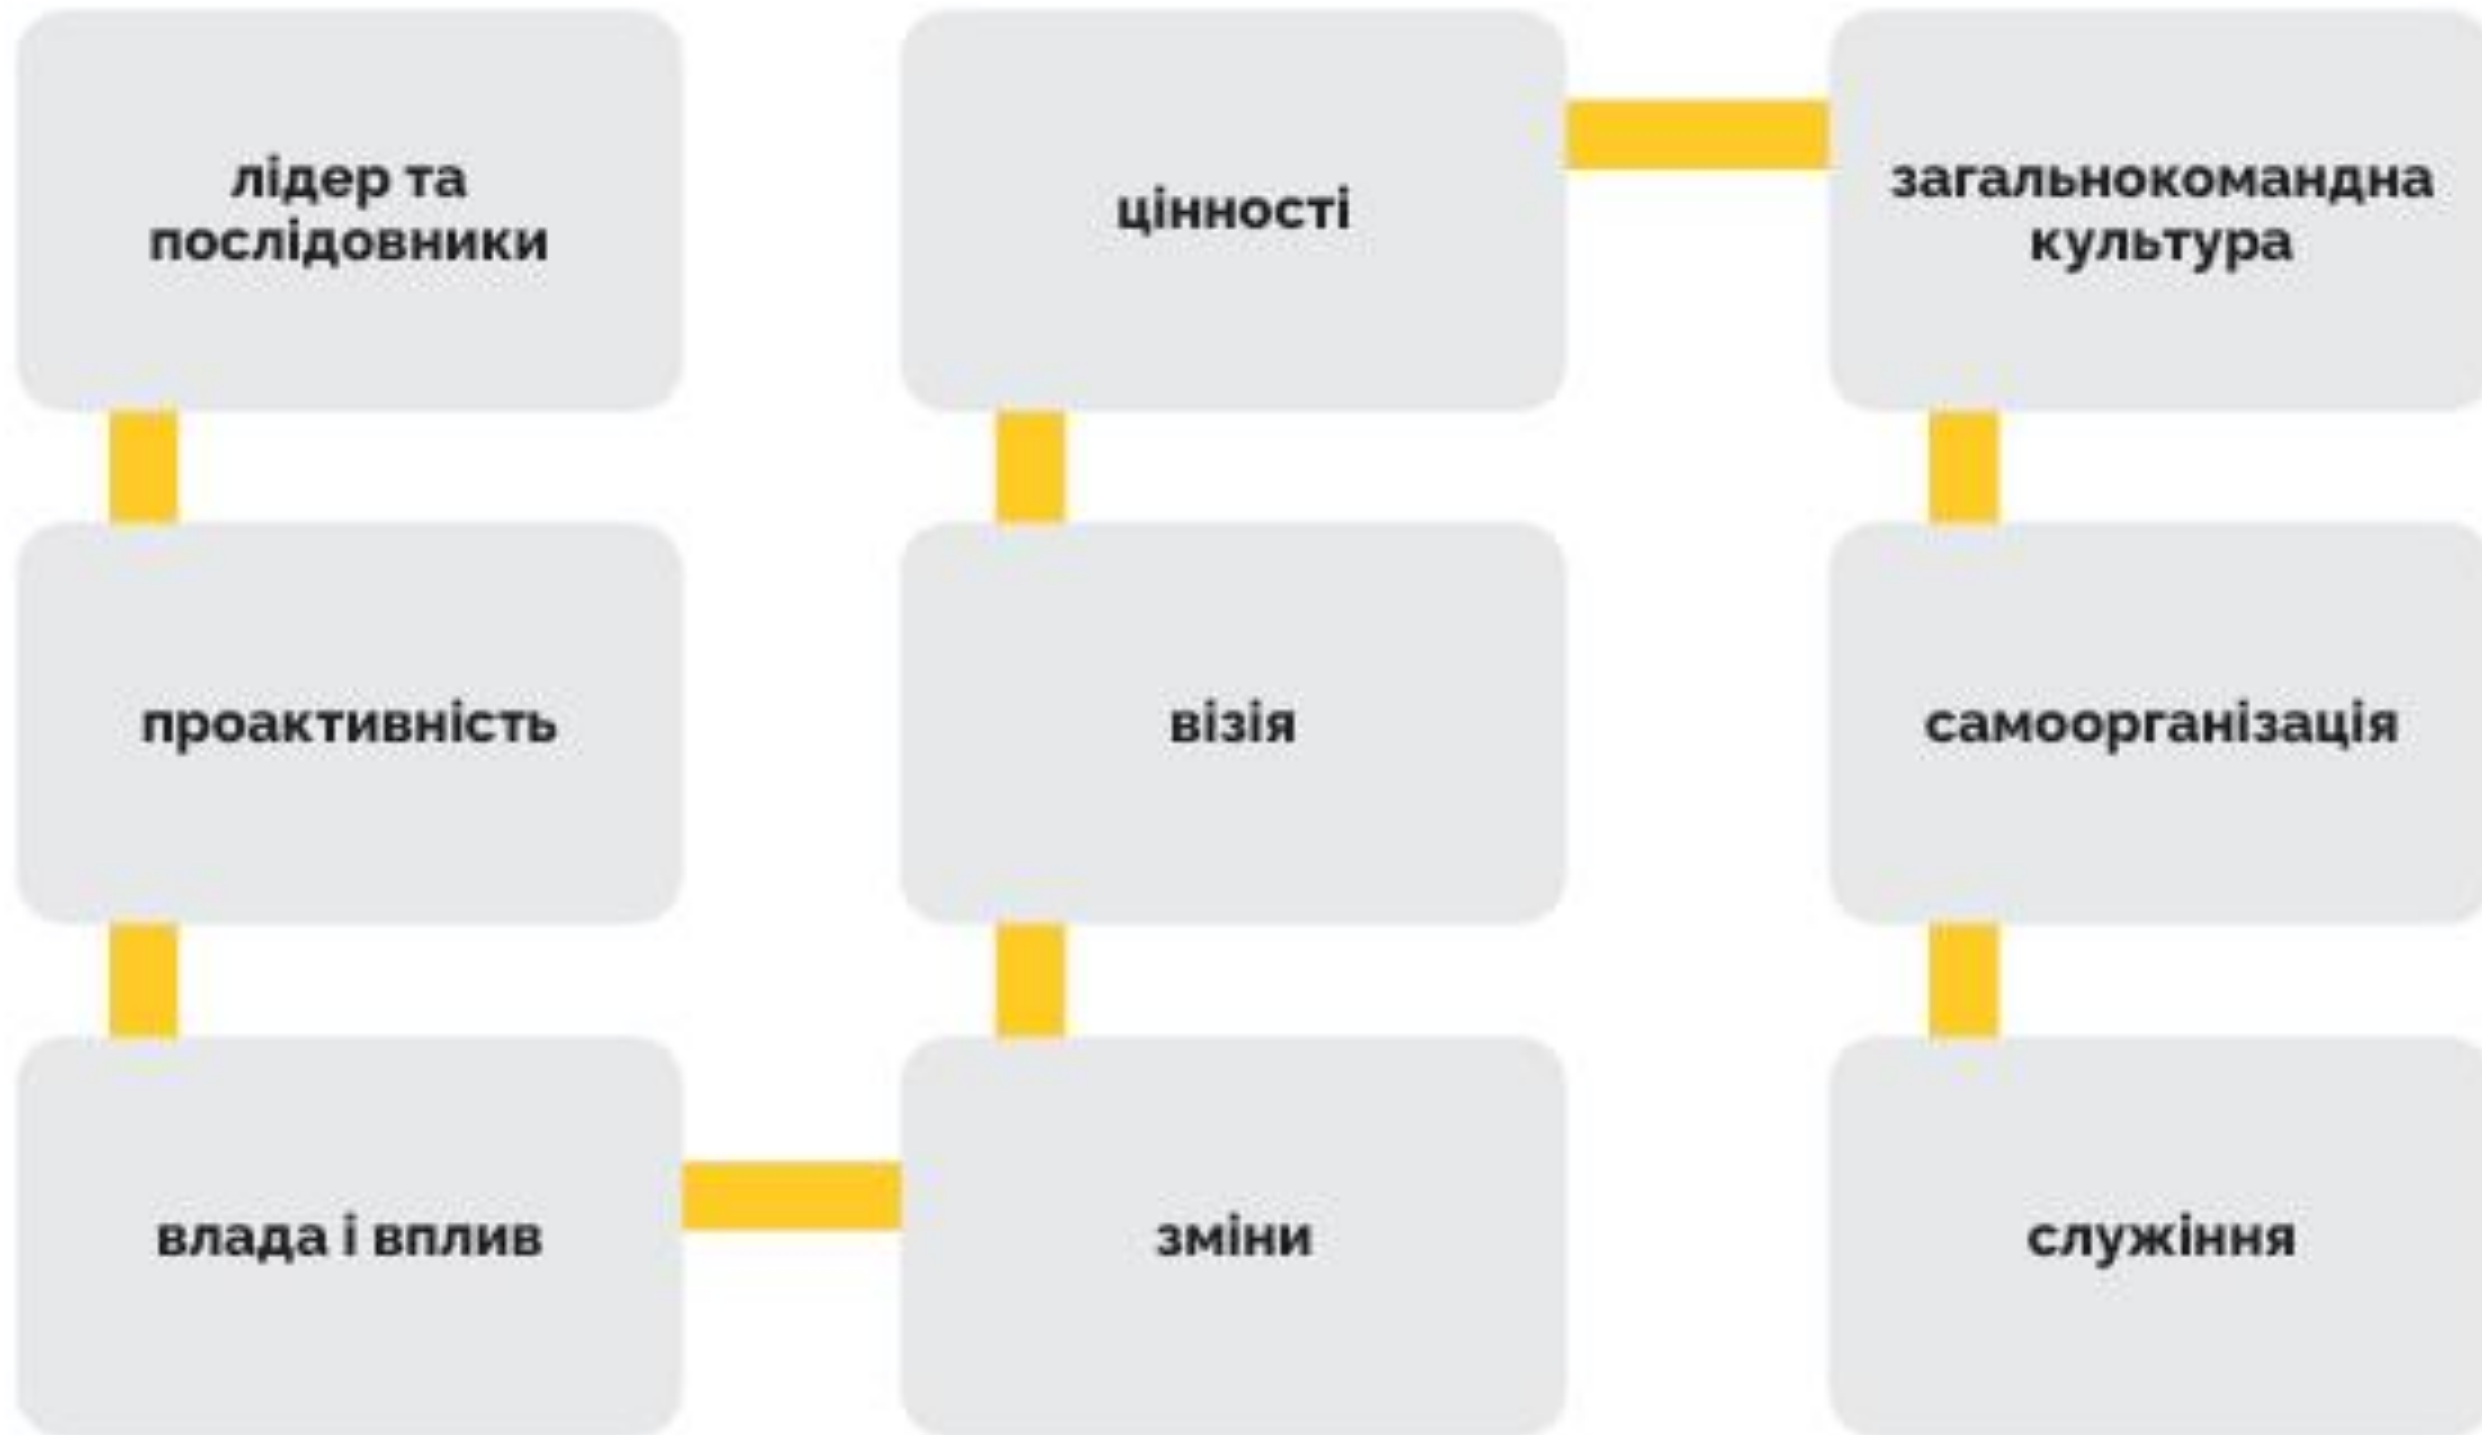 лідер та
послідовники
проактивність
влада і вплив
зміни
візія
цінності
загальнокомандна
культура
самоорганізація
служіння